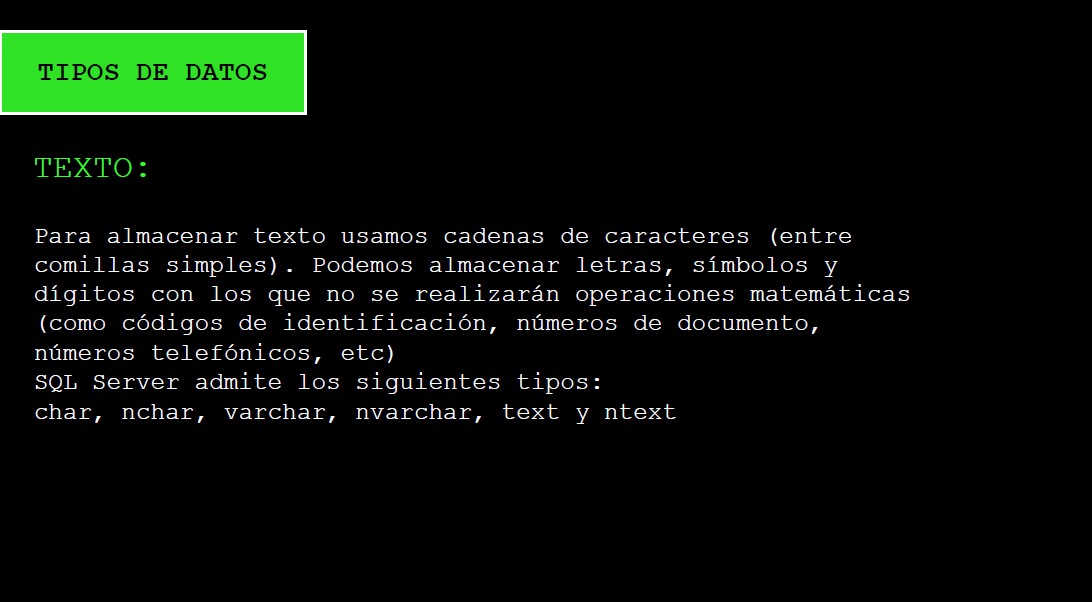 TIPOS DE DATOS
TEXTO:
Para almacenar texto usamos cadenas de caracteres (entre
comillas simples). Podemos almacenar letras, símbolos y
dígitos con los que no se realizarán operaciones matemáticas
(como códigos de identificación, números de documento,
números telefónicos, etc)
SQL Server admite los siguientes tipos:
char, nchar, varchar, nvarchar, text y ntext